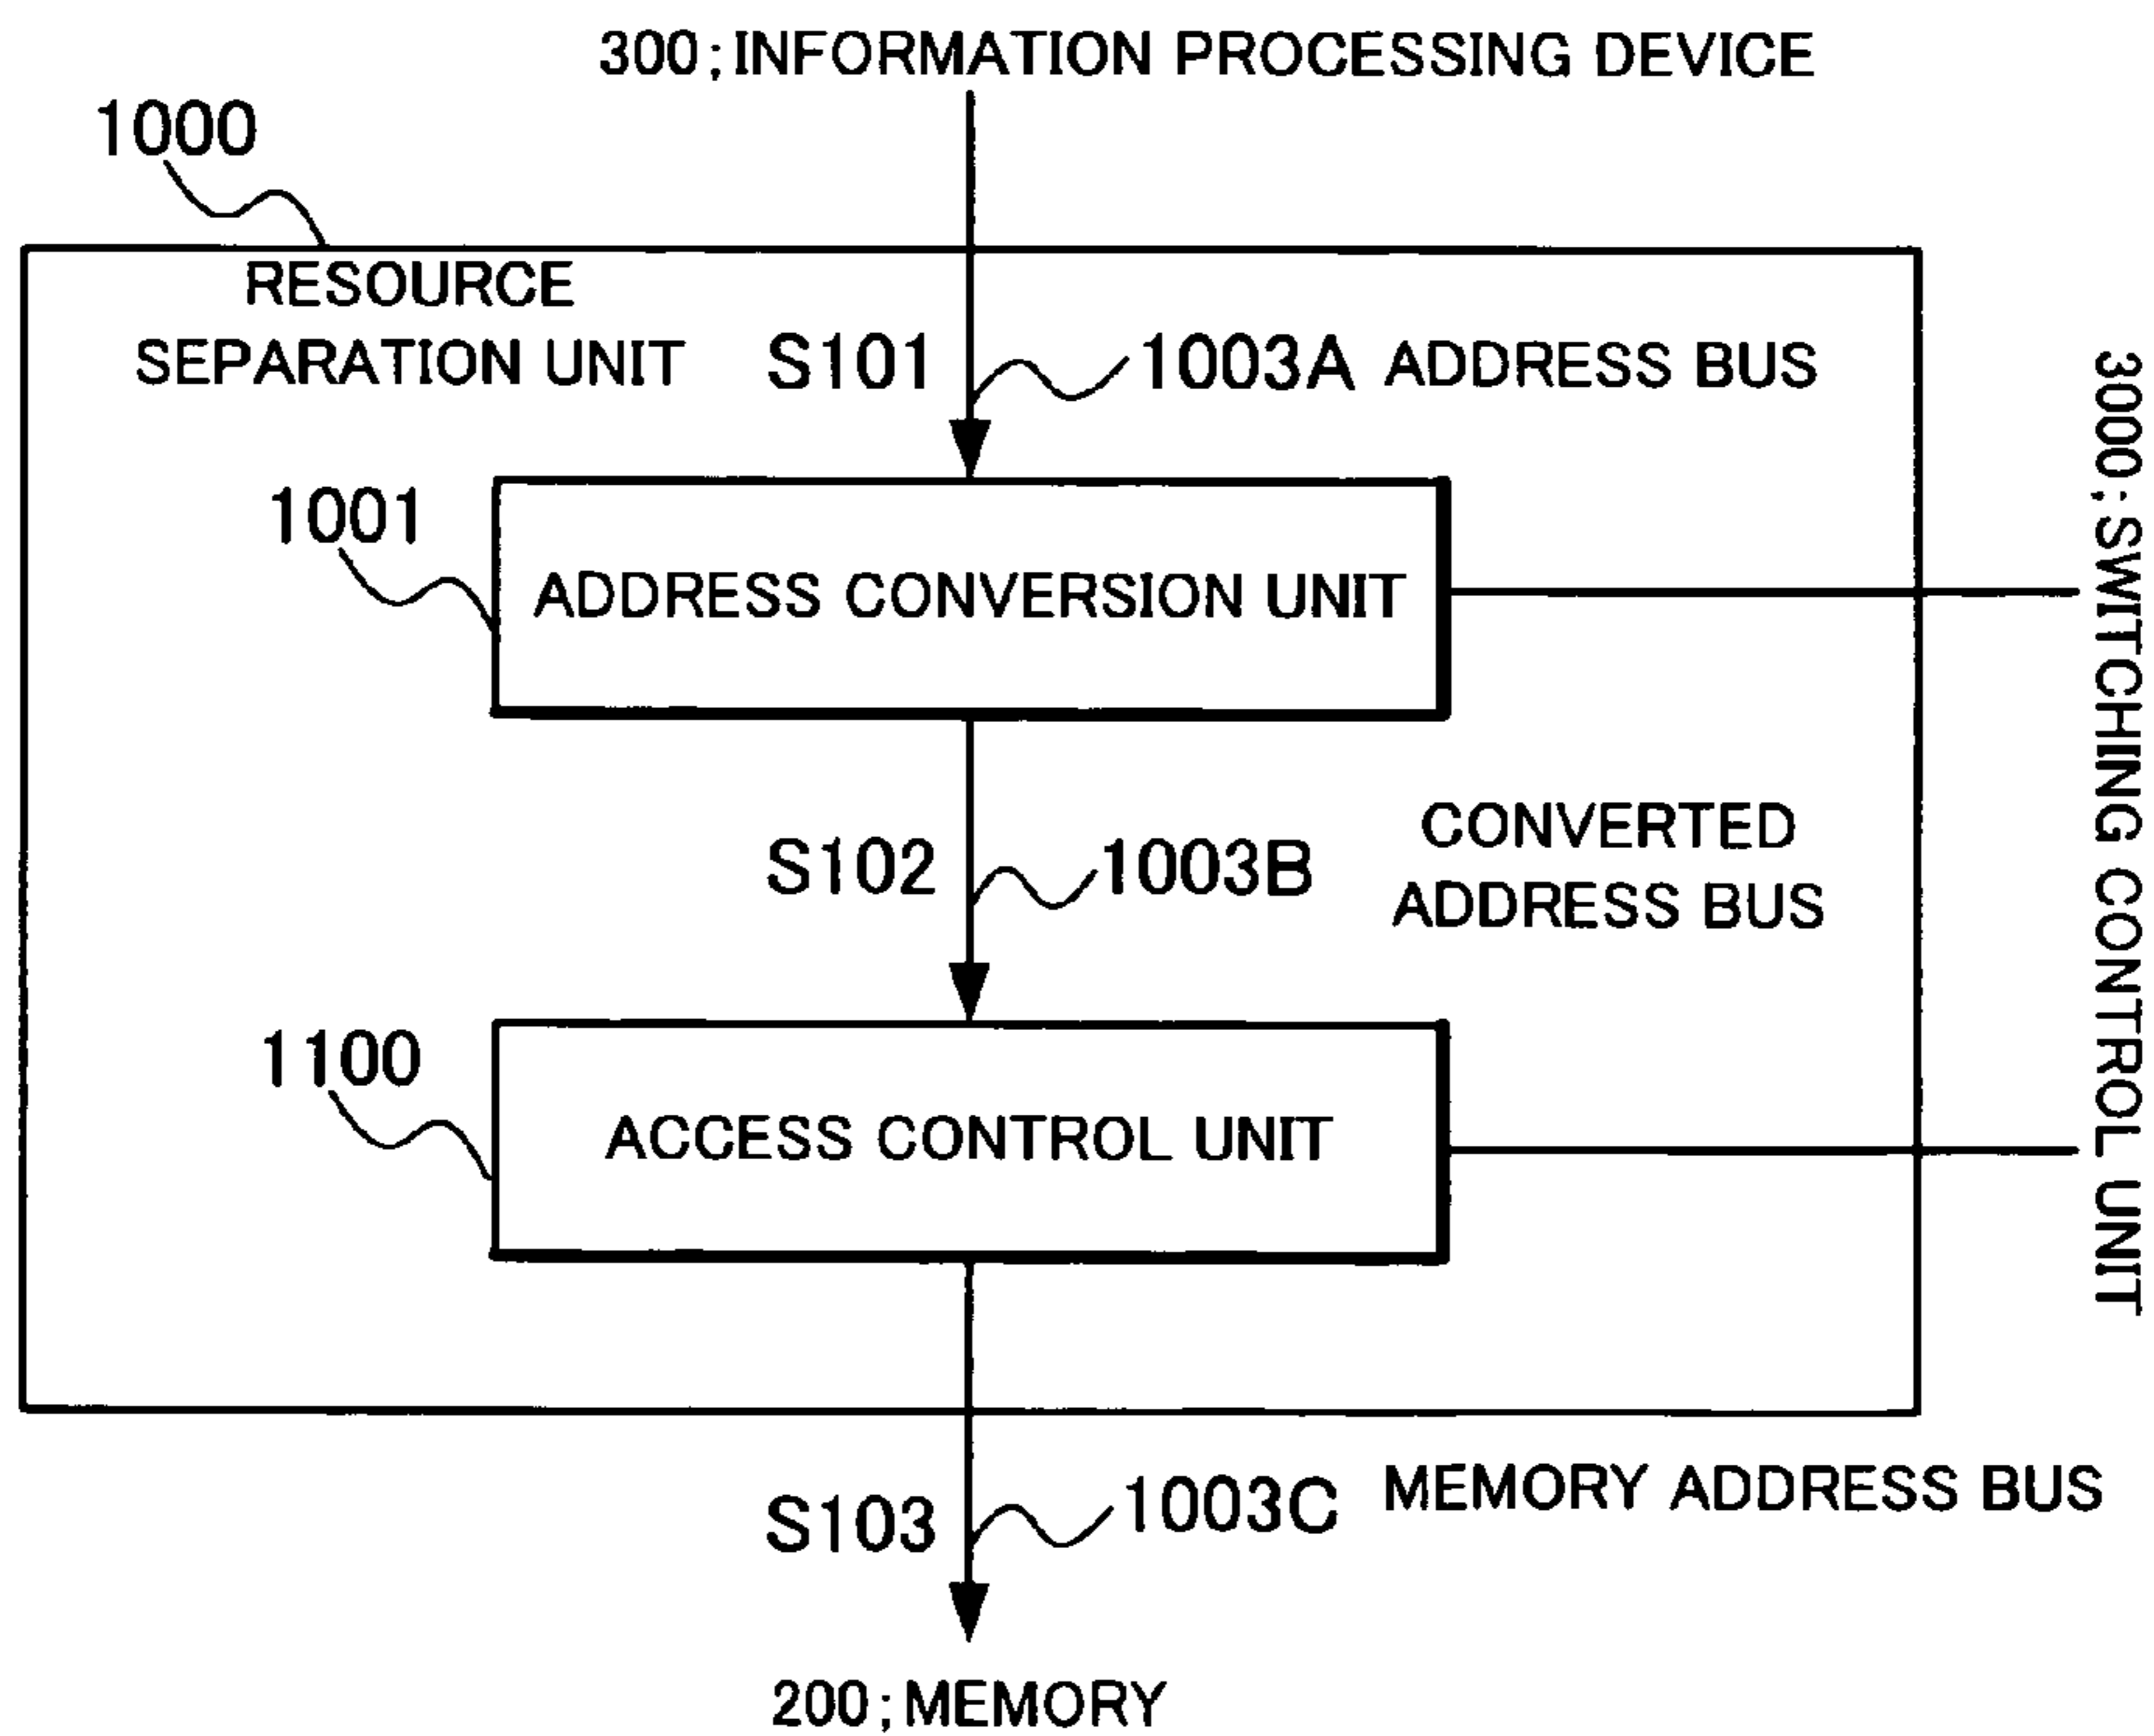 300;INFORMATION PROCESSING DEVICE
1000
RESOURCE
SEPARATION UNIT
S101
1003A ADDRESS BUS
1001
ADDRESS CONVERSION UNIT
S102
1003B
CONVERTED
ADDRESS BUS
1100
ACCESS CONTROL UNIT
3000;SWITCHING CONTROL UNIT
S103
1003C
MEMORY ADDRESS BUS
200;MEMORY